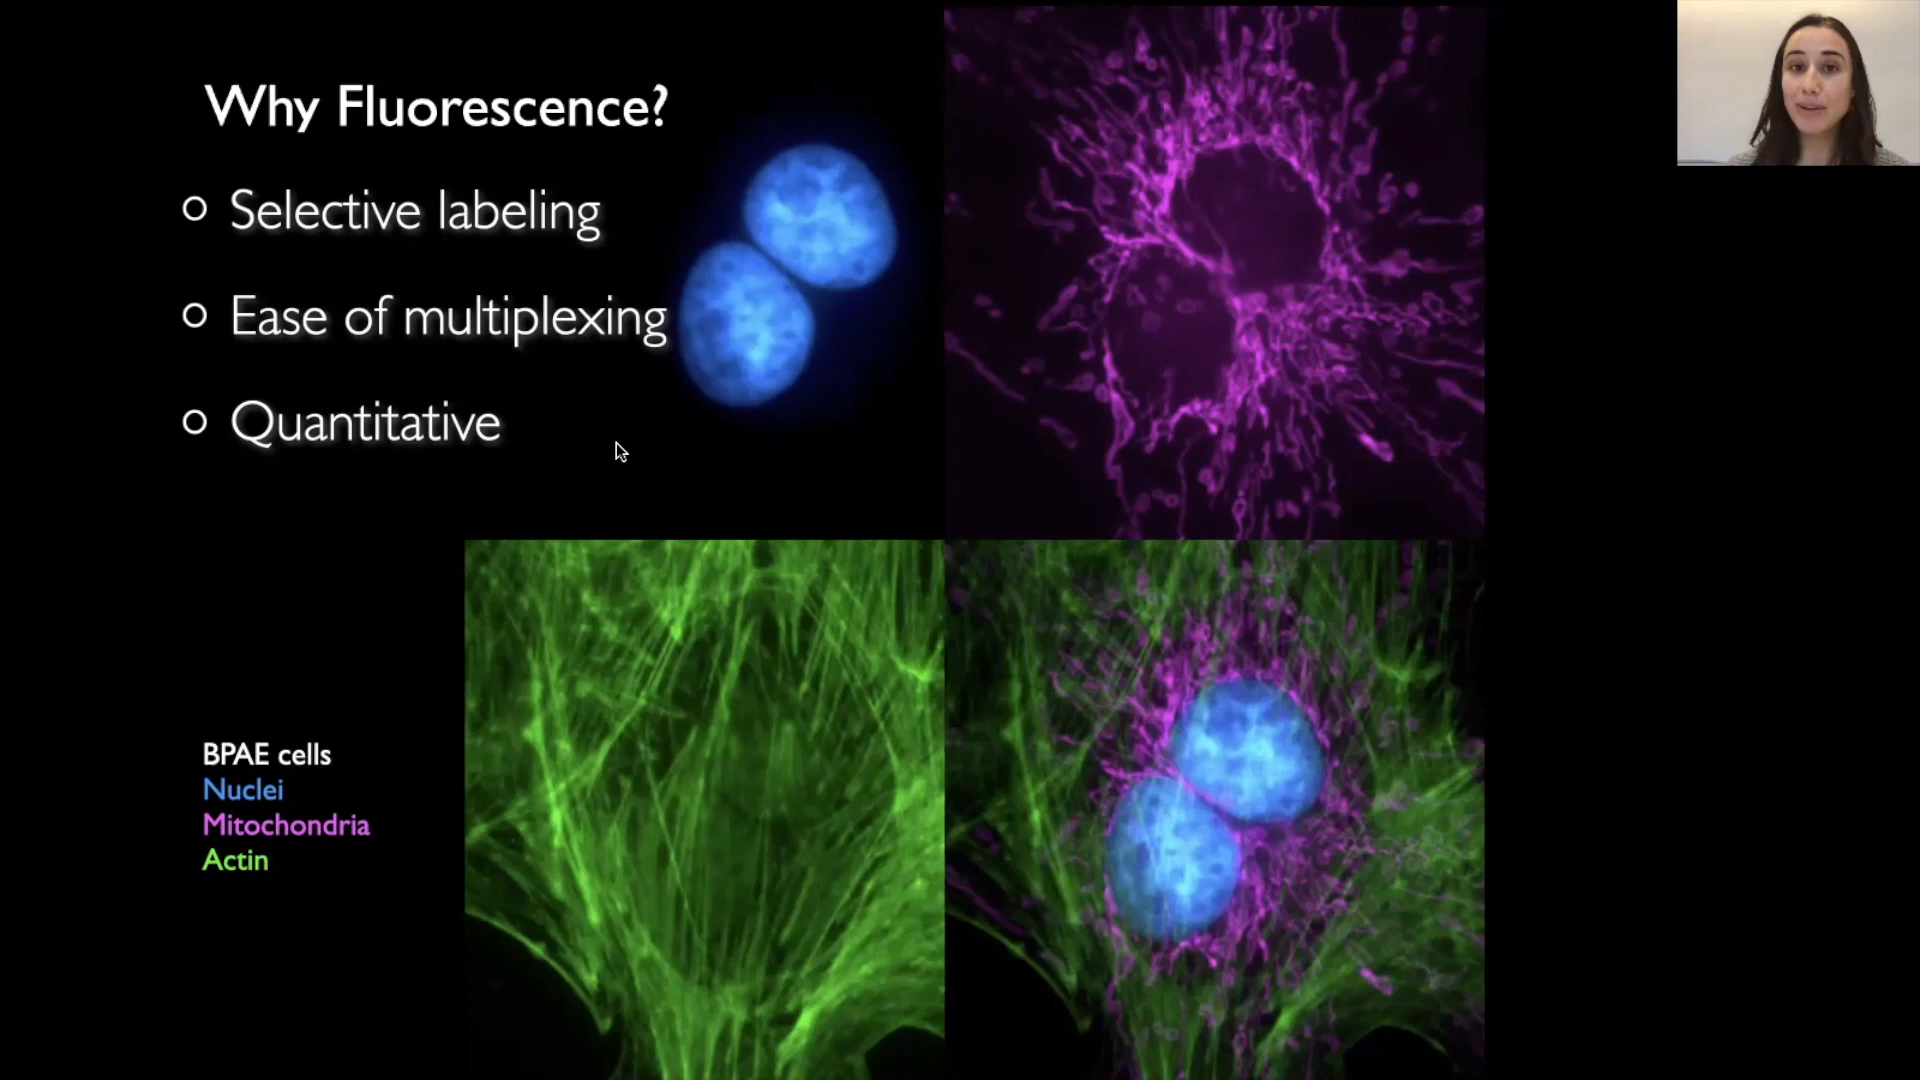 Why Fluorescence?
Selective labeling
Ease of multiplexing
Quantitative
BPAE cells
Nuclei
Mitochondria
Actin